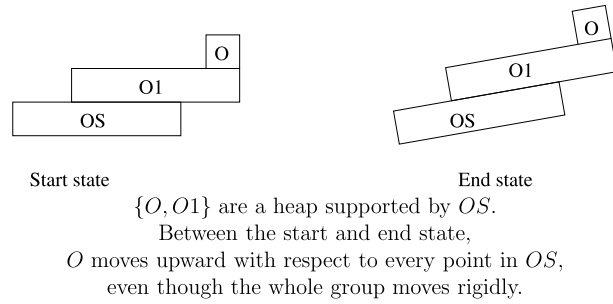 O
O1
OS
Start state
O
O1
OS
End state
{O, O1} are a heap supported by OS.
Between the start and end state,
O moves upward with respect to every point in OS,
even though the whole group moves rigidly.